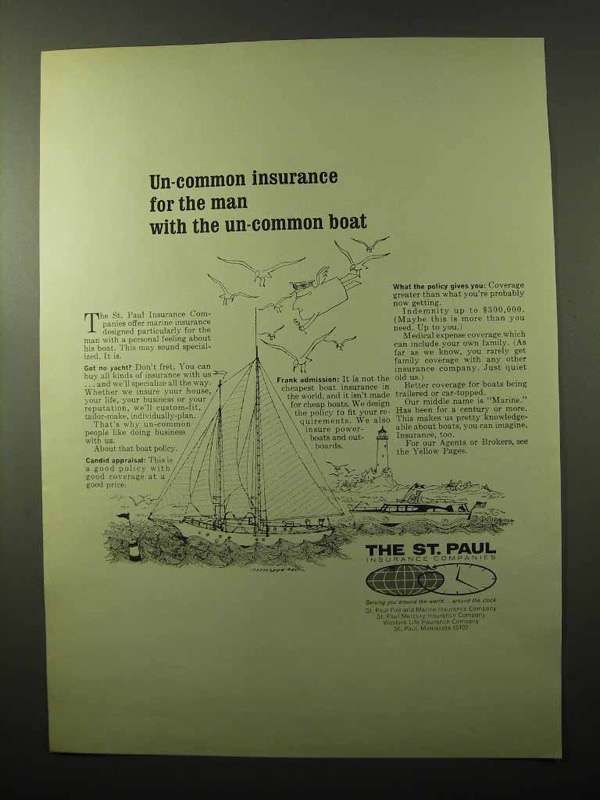 Un-common insurance
for the man
with the un-common boat
The St. Paul Insurance Com-
panies offer marine insurance
designed particularly for the
man with a personal feeling about
his boat. This may sound special-
ized. It is.
Got no yacht? Don't fret. You can
buy all kinds of insurance with us
...and we'll specialize all the way.
Whether we insure your house,
your life, your business or your
reputation, we'll custom-fit,
tailor-make, individually-plan.
That's why un-common
people like doing business
with us.
About that boat policy.
Candid appraisal: This is
a good policy with
good coverage at a
good price.
Frank admission: It is not the
cheapest boat insurance in
the world, and it isn't made
for cheap boats. We design
the policy to fit your re-
quirements. We also
insure power-
boats and out-
boards.
What the policy gives you: Coverage
greater than what you're probably
now getting.
Indemnity up to $300,000.
(Maybe this is more than you
need. Up to you.)
Medical expense coverage which
can include your own family. (As
far as we know, you rarely get
family coverage with any other
insurance company. Just quiet
old us.)
Better coverage for boats being
trailered or car-topped.
Our middle name is "Marine."
Has been for a century or more.
This makes us pretty knowledge-
able about boats, you can imagine.
Insurance, too.
For our Agents or Brokers, see
the Yellow Pages.
THE ST. PAUL
INSURANCE COMPANIES
Serving you around the world... around the clock
St. Paul Fire and Marine Insurance Company
St. Paul Mercury Insurance Company
Western Life Insurance Company
St. Paul, Minnesota 55102